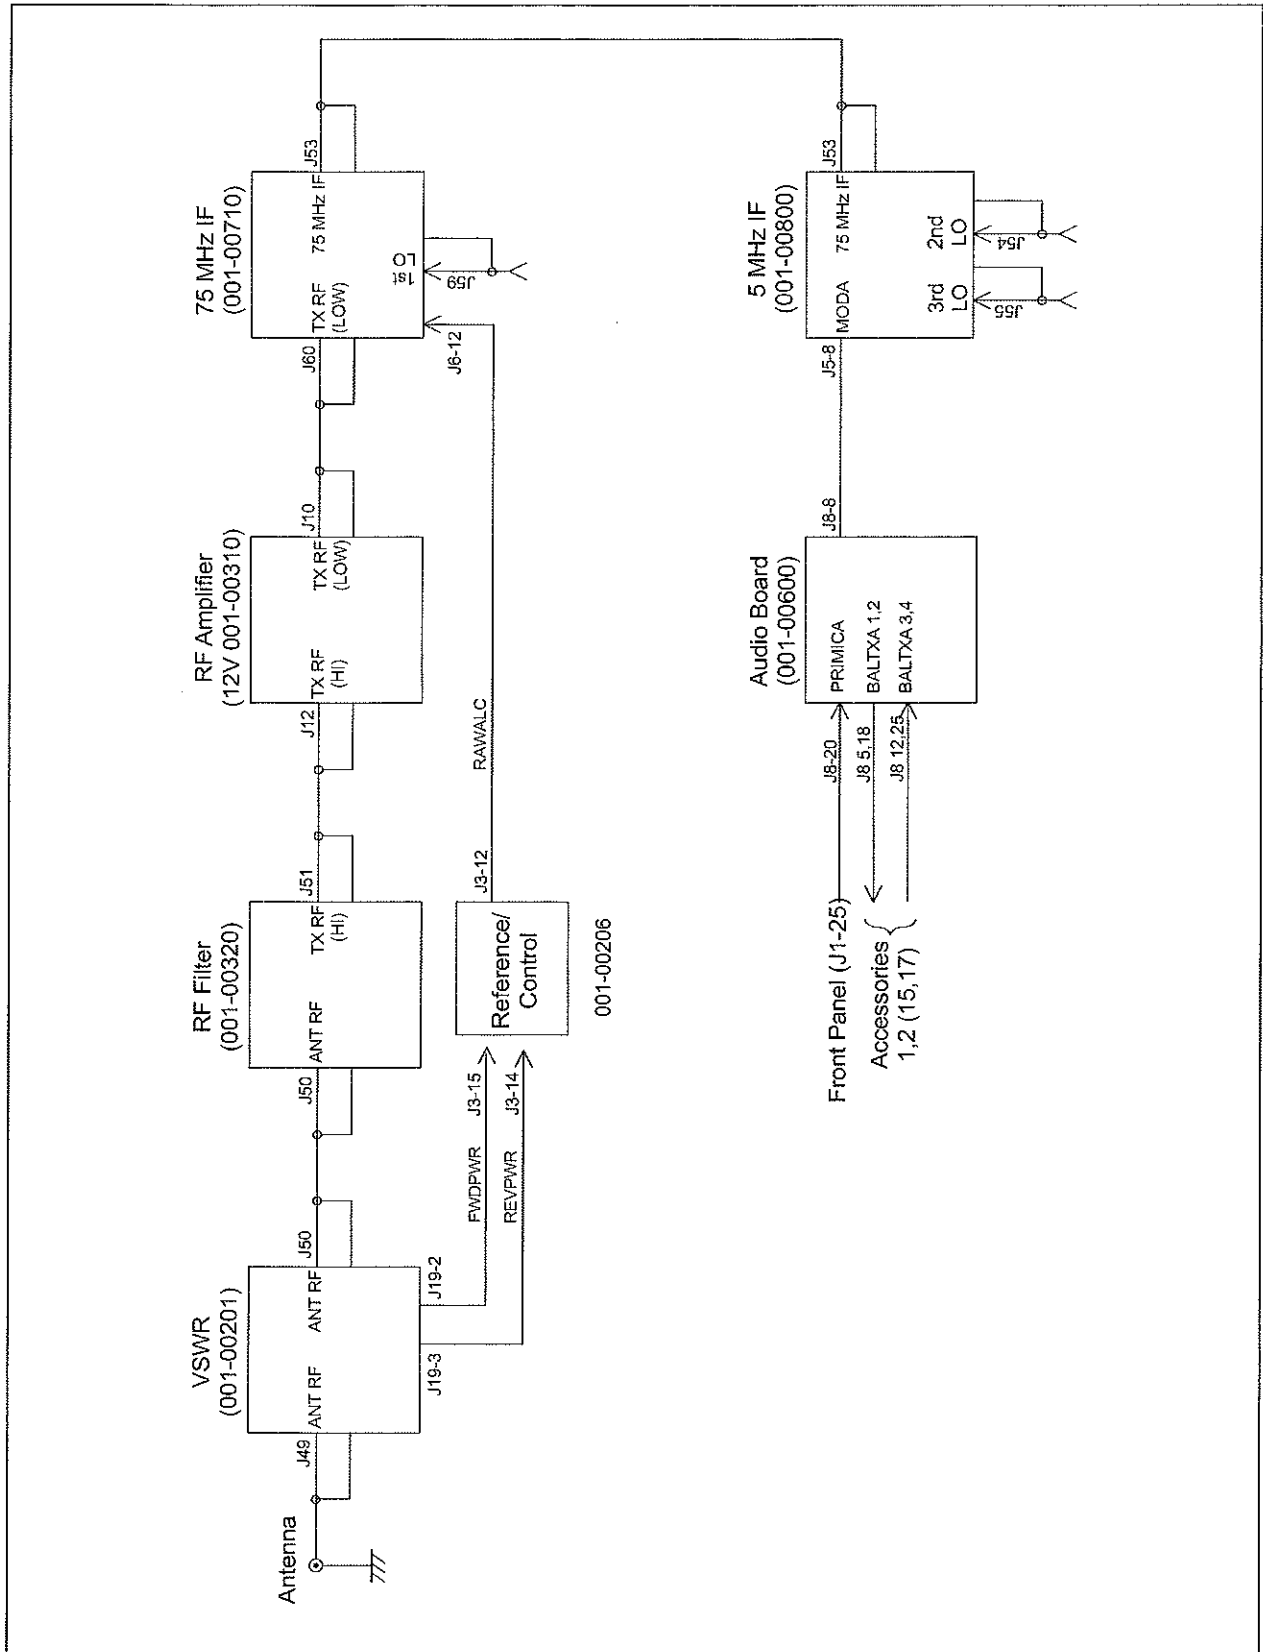 Antenna
J49
VSWR
(001-00201)
ANT RF
ANT RF
J50
J19-3
J19-2
FWDPWR
REVPWR
J3-15
J3-14
J50
RF Filter
(001-00320)
ANT RF
TX RF
(HI)
J51
Reference/
Control
001-00206
J3-12
RAWALC
J6-12
J12
RF Amplifier
(12V 001-00310)
TX RF
(HI)
TX RF
(LOW)
J10
J60
75 MHz IF
(001-00710)
TX RF
(LOW)
75 MHz IF
1st
LO
J59
J53
Front Panel (J1-25)
Accessories
1,2 (15,17)
J8-20
J8 5,18
J8 12,25
Audio Board
(001-00600)
PRIMICA
BALTXA 1,2
BALTXA 3,4
J8-8
J5-8
5 MHz IF
(001-00800)
MODA
75 MHz IF
3rd
LO
2nd
LO
J55
J54
J53